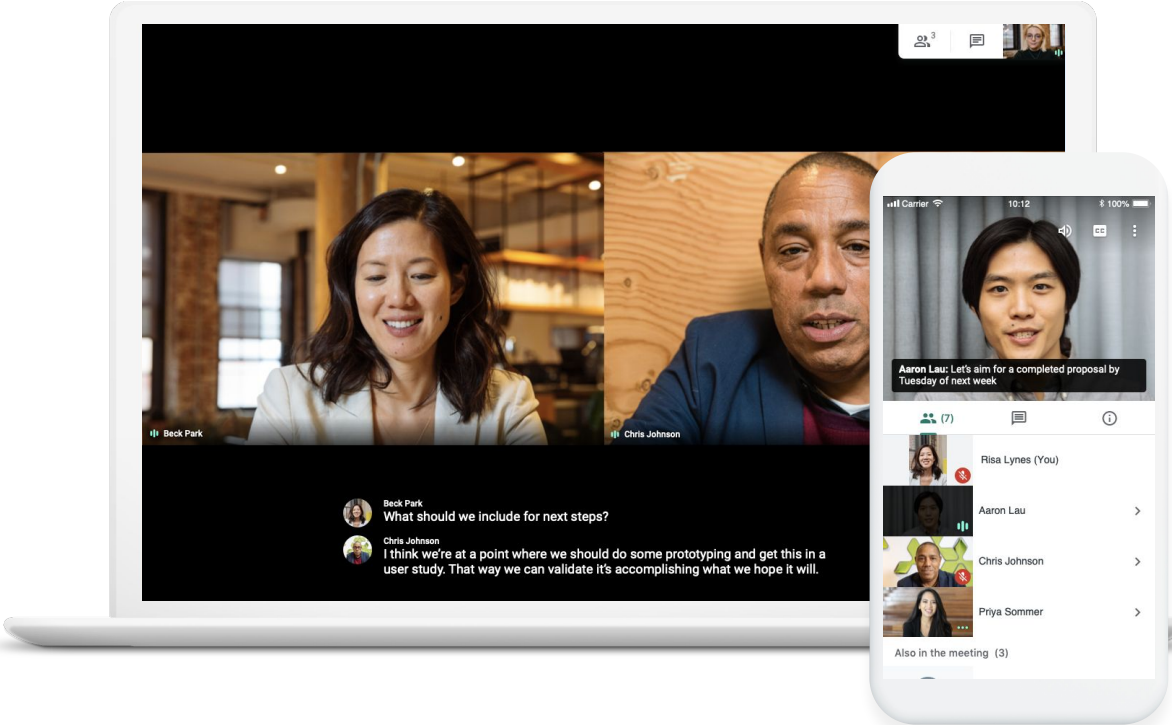 3
Beck Park
Chris Johnson
Beck Park
What should we include for next steps?
Chris Johnson
I think we're at a point where we should do some prototyping and get this in a
user study. That way we can validate it's accomplishing what we hope it will.
Carrier
10:12
100%
CC
Aaron Lau: Let's aim for a completed proposal by
Tuesday of next week
(7)
Risa Lynes (You)
Aaron Lau
Chris Johnson
Priya Sommer
Also in the meeting (3)